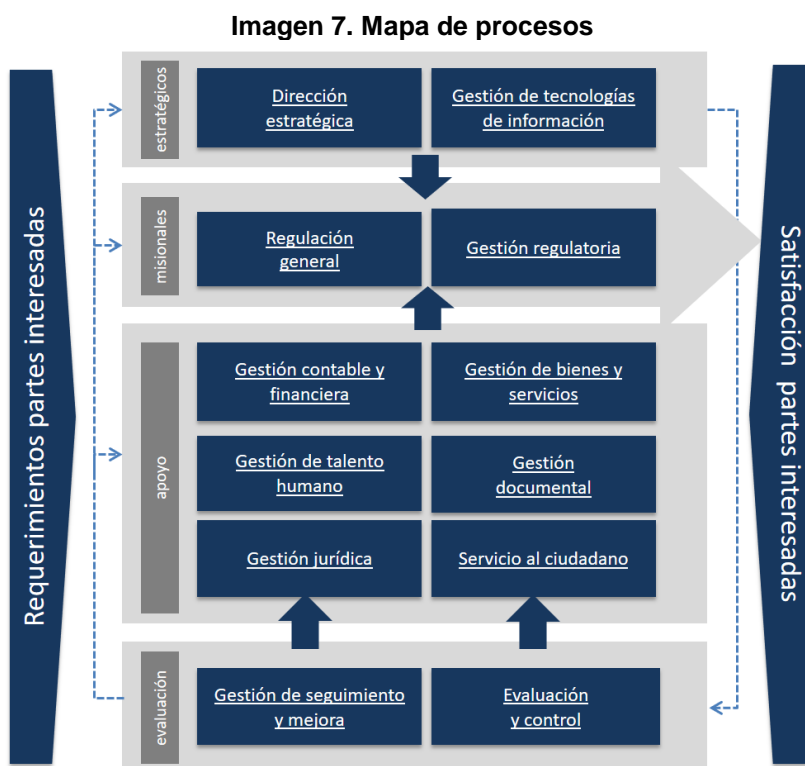 Imagen 7. Mapa de procesos
Requerimientos partes interesadas
estratégicos
Dirección
estratégica
Gestión de tecnologías
de información
misionales
Regulación
general
Gestión regulatoria
apoyo
Gestión contable y
financiera
Gestión de bienes y
servicios
Gestión de talento
humano
Gestión
documental
Gestión jurídica
Servicio al ciudadano
evaluación
Gestión de seguimiento
y mejora
Evaluación
y control
Satisfacción partes interesadas